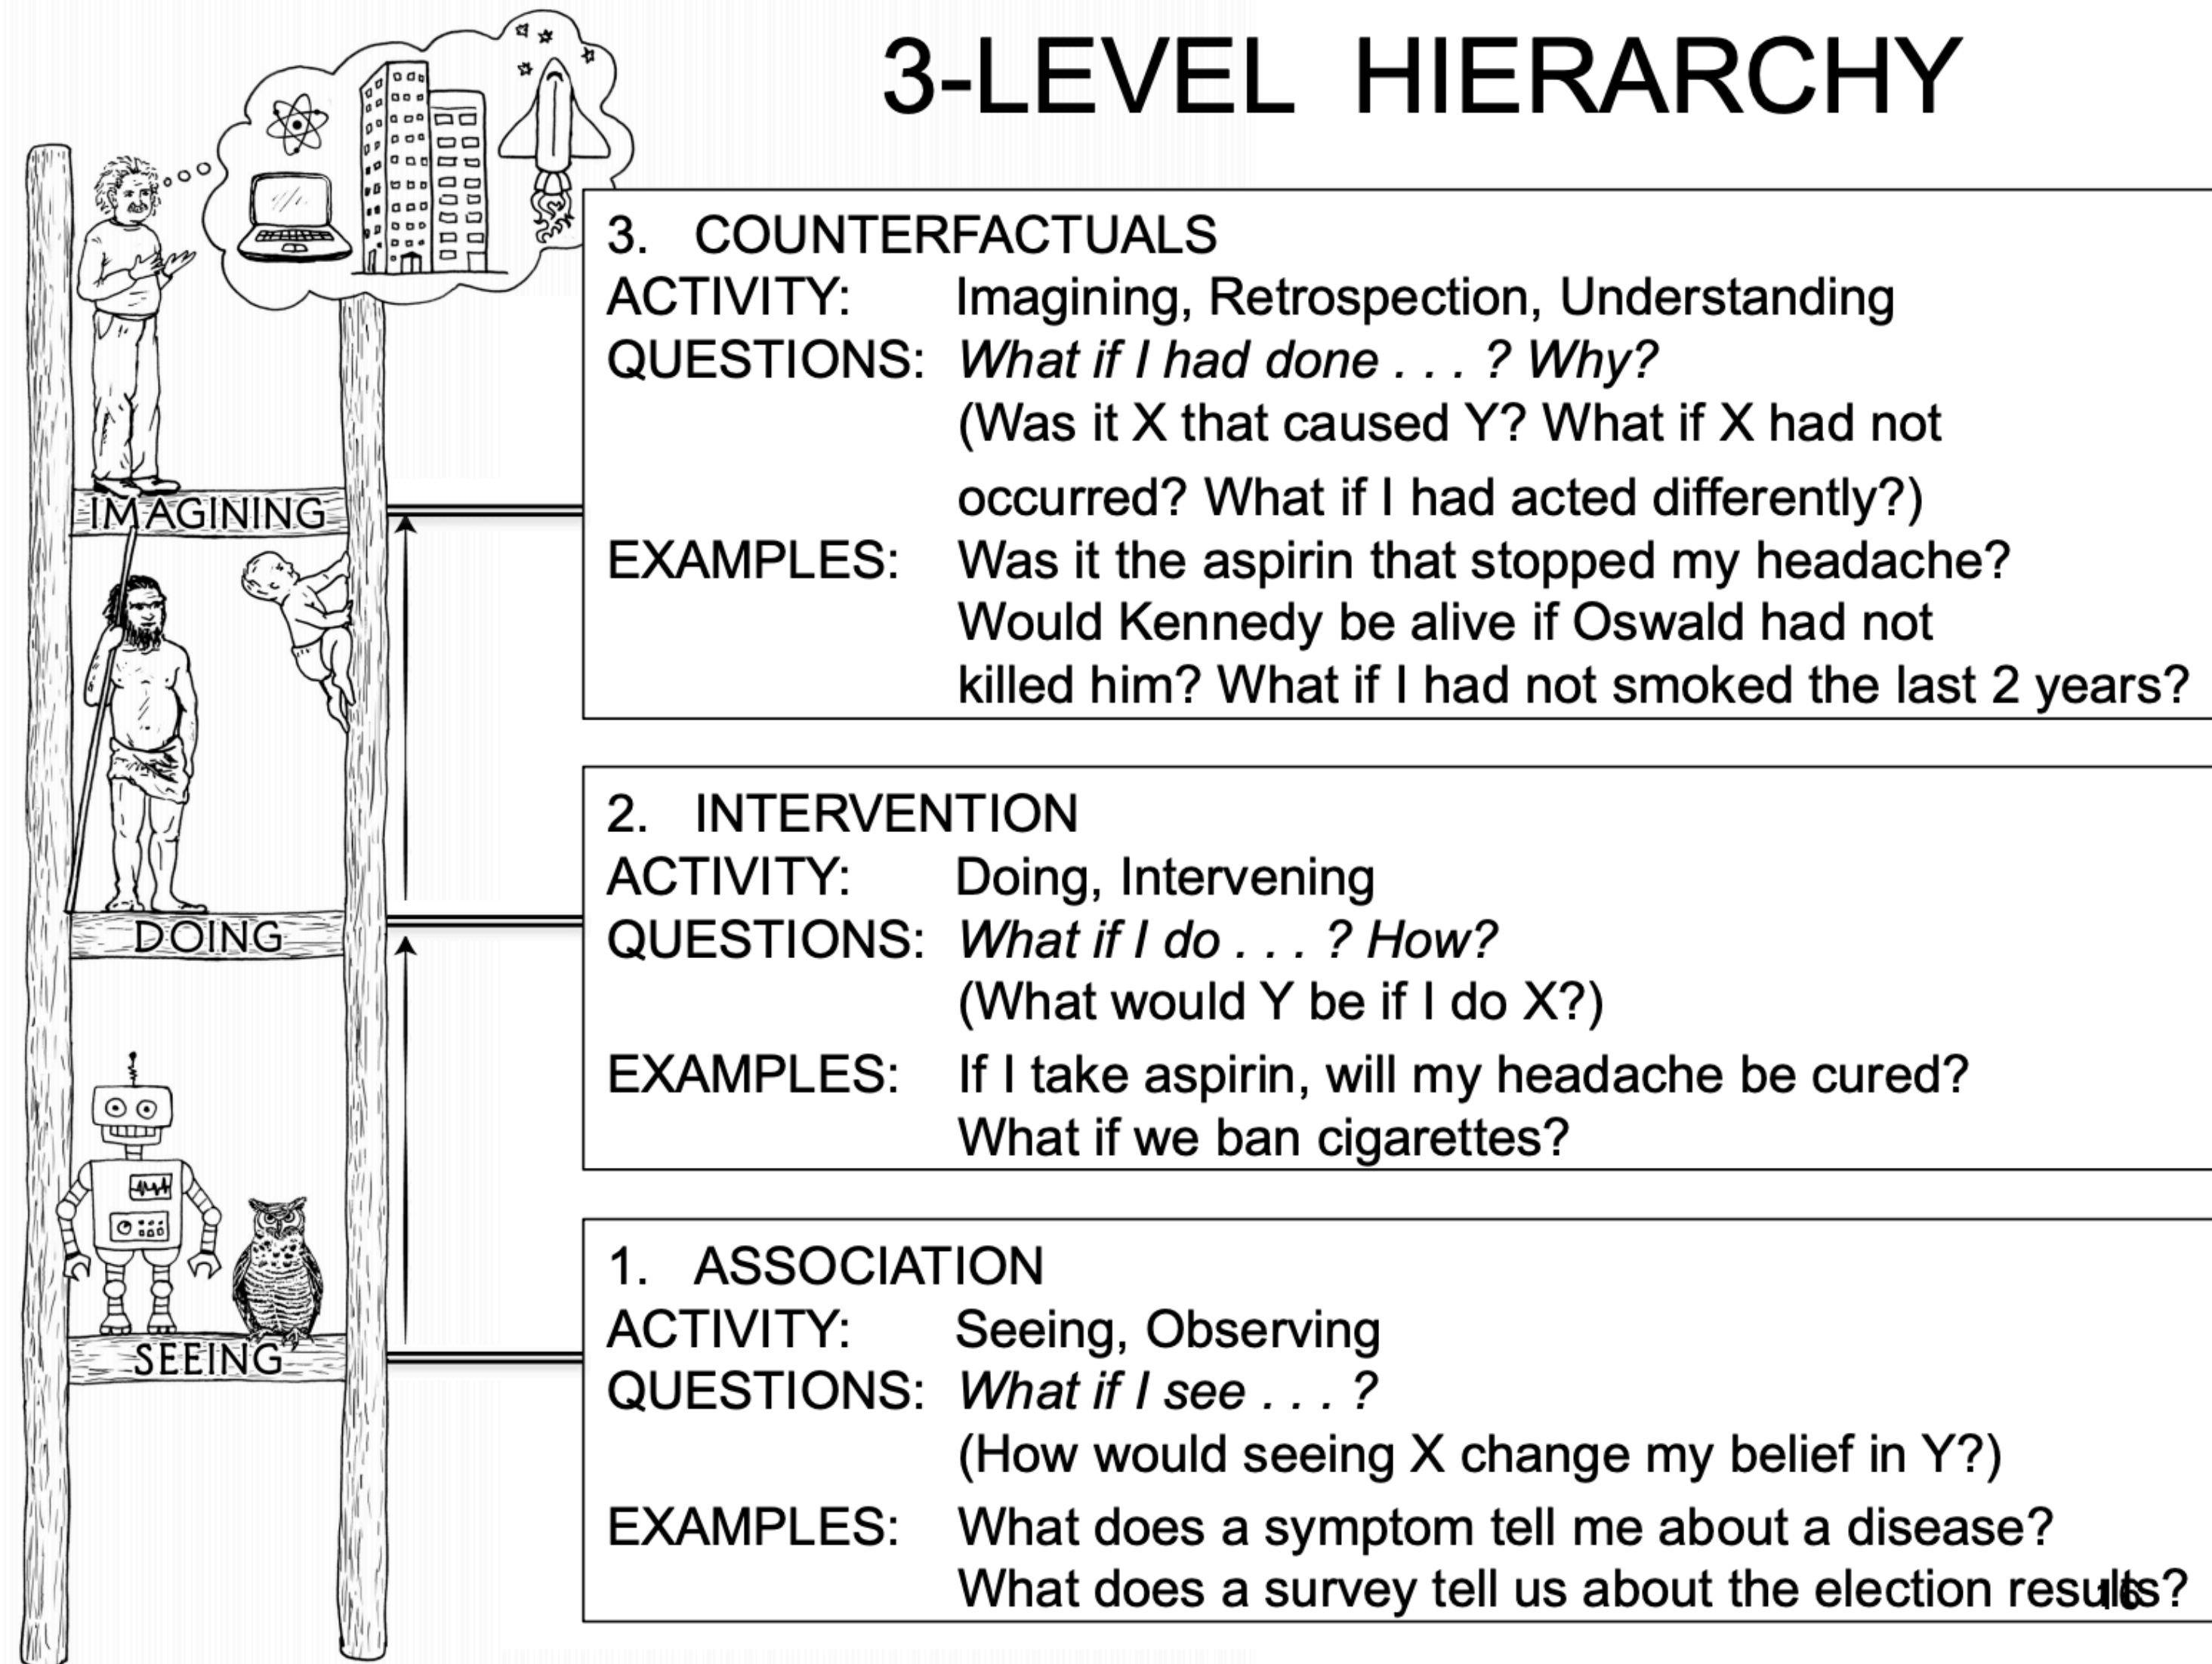 3-LEVEL HIERARCHY
3. COUNTERFACTUALS
ACTIVITY: Imagining, Retrospection, Understanding
QUESTIONS: What if I had done . . . ? Why?
(Was it X that caused Y? What if X had not
occurred? What if I had acted differently?)
EXAMPLES: Was it the aspirin that stopped my headache?
Would Kennedy be alive if Oswald had not
killed him? What if I had not smoked the last 2 years?
IMAGINING
2. INTERVENTION
ACTIVITY: Doing, Intervening
QUESTIONS: What if I do . . . ? How?
(What would Y be if I do X?)
EXAMPLES: If I take aspirin, will my headache be cured?
What if we ban cigarettes?
DOING
1. ASSOCIATION
ACTIVITY: Seeing, Observing
QUESTIONS: What if I see . . . ?
(How would seeing X change my belief in Y?)
EXAMPLES: What does a symptom tell me about a disease?
What does a survey tell us about the election results?
SEEING
16